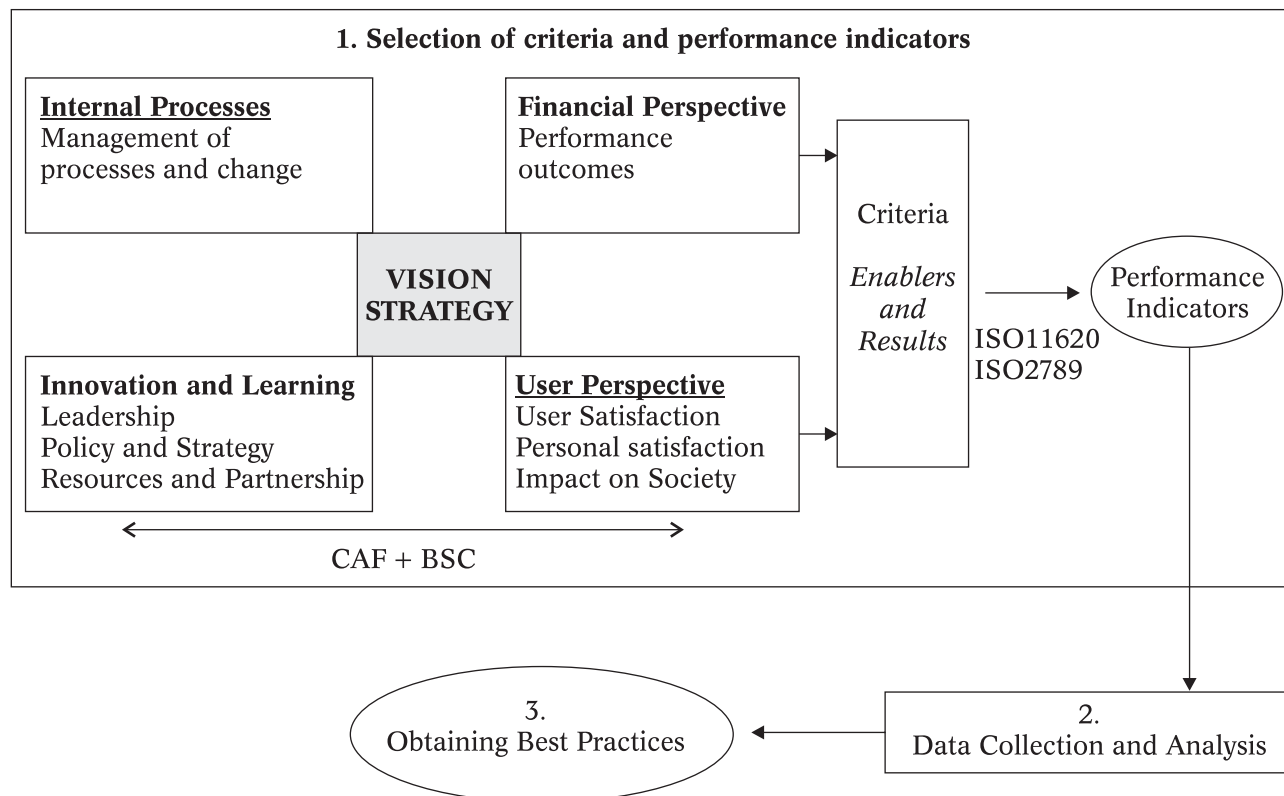 1. Selection of criteria and performance indicators
Internal Processes
Management of
processes and change
Financial Perspective
Performance
outcomes
VISION
STRATEGY
Innovation and Learning
Leadership
Policy and Strategy
Resources and Partnership
User Perspective
User Satisfaction
Personal satisfaction
Impact on Society
CAF + BSC
Criteria
Enablers
and
Results
ISO11620
ISO2789
Performance
Indicators
2.
Data Collection and Analysis
3.
Obtaining Best Practices